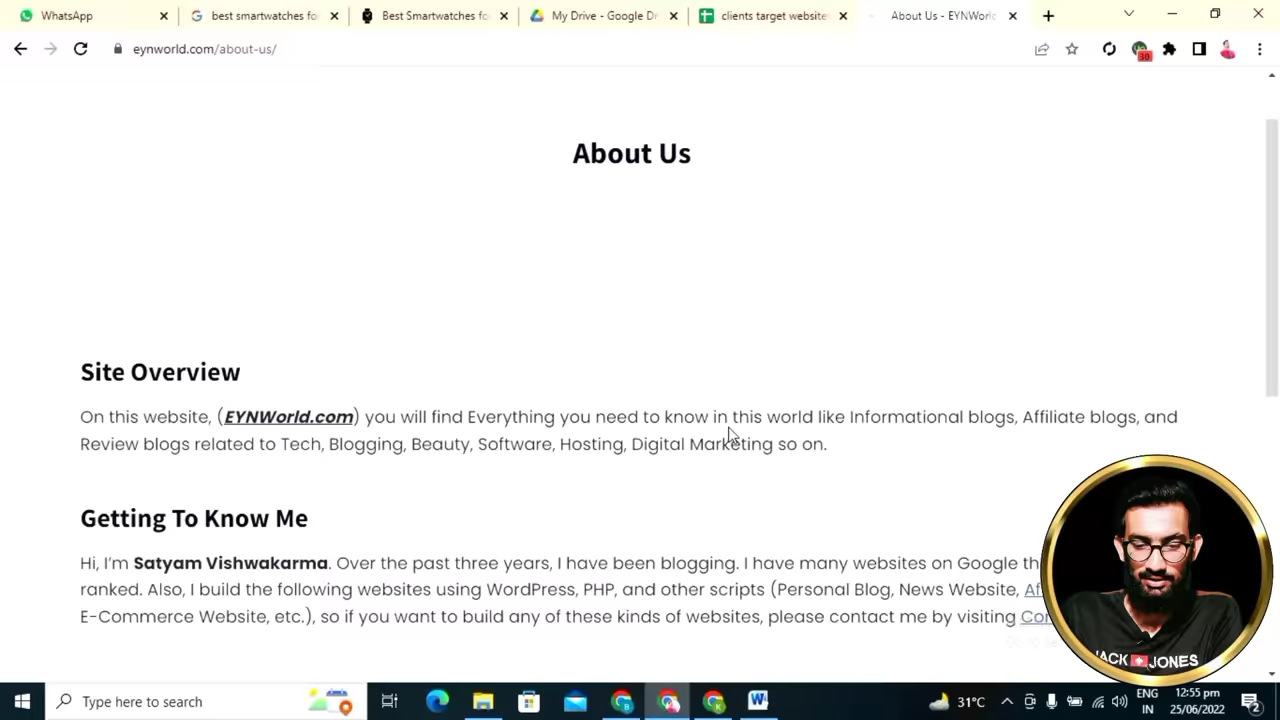 WhatsApp
best smartwatches fo
Best Smartwatches fo
My Drive - Google Dr
clients target websites
About Us - EYNWorl
eynworld.com/about-us/
30
About Us
Site Overview
On this website, (EYNWorld.com) you will find Everything you need to know in this world like Informational blogs, Affiliate blogs, and
Review blogs related to Tech, Blogging, Beauty, Software, Hosting, Digital Marketing so on.
Getting To Know Me
Hi, I'm Satyam Vishwakarma. Over the past three years, I have been blogging. I have many websites on Google th
ranked. Also, I build the following websites using WordPress, PHP, and other scripts (Personal Blog, News Website, Af
E-Commerce Website, etc.), so if you want to build any of these kinds of websites, please contact me by visiting Con
JACK JONES
Type here to search
31°C
ENG
IN
12:55 pm
25/06/2022
2